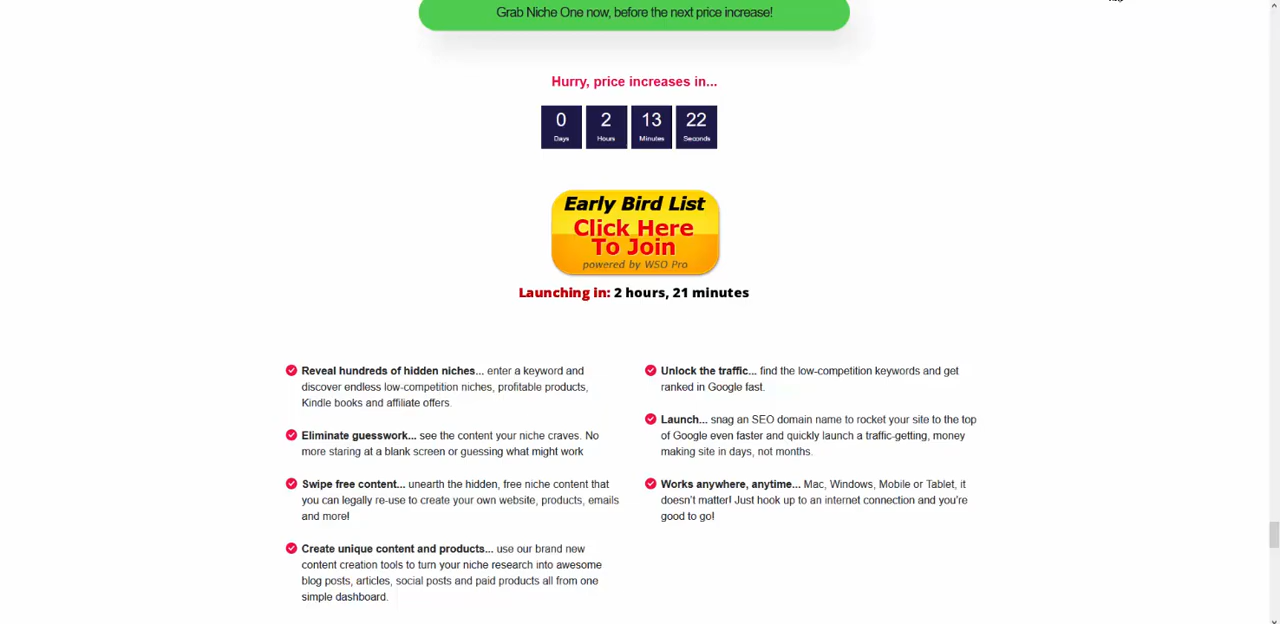 Grab Niche One now, before the next price increase!
Hurry, price increases in...
0 2 13 22
Days Hours Minutes Seconds
Early Bird List
Click Here
To Join
powered by WSO Pro
Launching in: 2 hours, 21 minutes
Reveal hundreds of hidden niches... enter a keyword and
discover endless low-competition niches, profitable products,
Kindle books and affiliate offers.
Eliminate guesswork... see the content your niche craves. No
more staring at a blank screen or guessing what might work
Swipe free content... unearth the hidden, free niche content that
you can legally re-use to create your own website, products, emails
and more!
Create unique content and products... use our brand new
content creation tools to turn your niche research into awesome
blog posts, articles, social posts and paid products all from one
simple dashboard.
Unlock the traffic... find the low-competition keywords and get
ranked in Google fast.
Launch... snag an SEO domain name to rocket your site to the top
of Google even faster and quickly launch a traffic-getting, money
making site in days, not months.
Works anywhere, anytime... Mac, Windows, Mobile or Tablet, it
doesn't matter! Just hook up to an internet connection and you're
good to go!